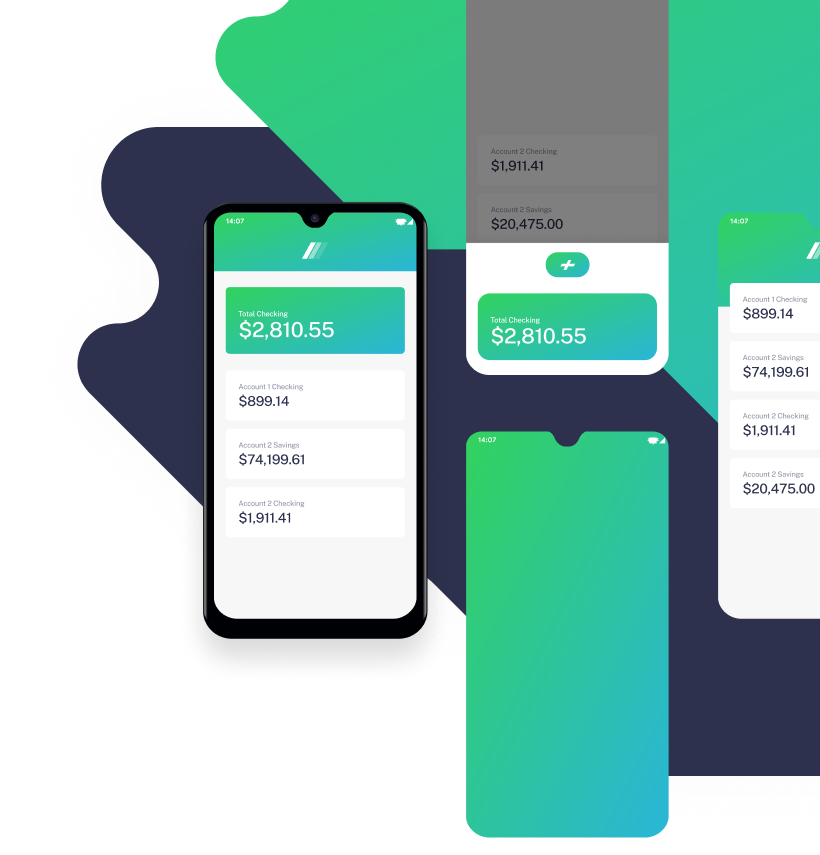 14:07
Total Checking
$2,810.55
Account 1 Checking
$899.14
Account 2 Savings
$74,199.61
Account 2 Checking
$1,911.41
Account 2 Checking
$1,911.41
Account 2 Savings
$20,475.00
Total Checking
$2,810.55
14:07
14:07
Account 1 Checking
$899.14
Account 2 Savings
$74,199.61
Account 2 Checking
$1,911.41
Account 2 Savings
$20,475.00